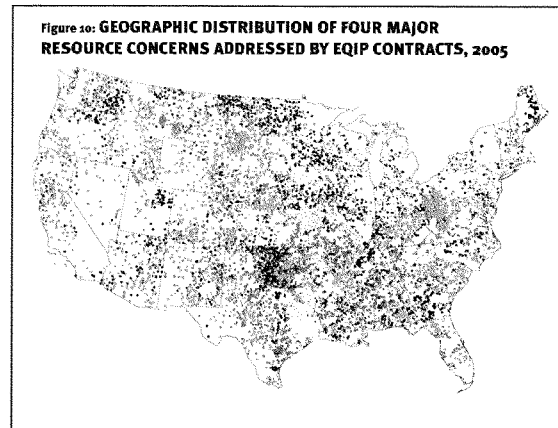 Figure 10: GEOGRAPHIC DISTRIBUTION OF FOUR MAJOR
RESOURCE CONCERNS ADDRESSED BY EQIP CONTRACTS, 2005